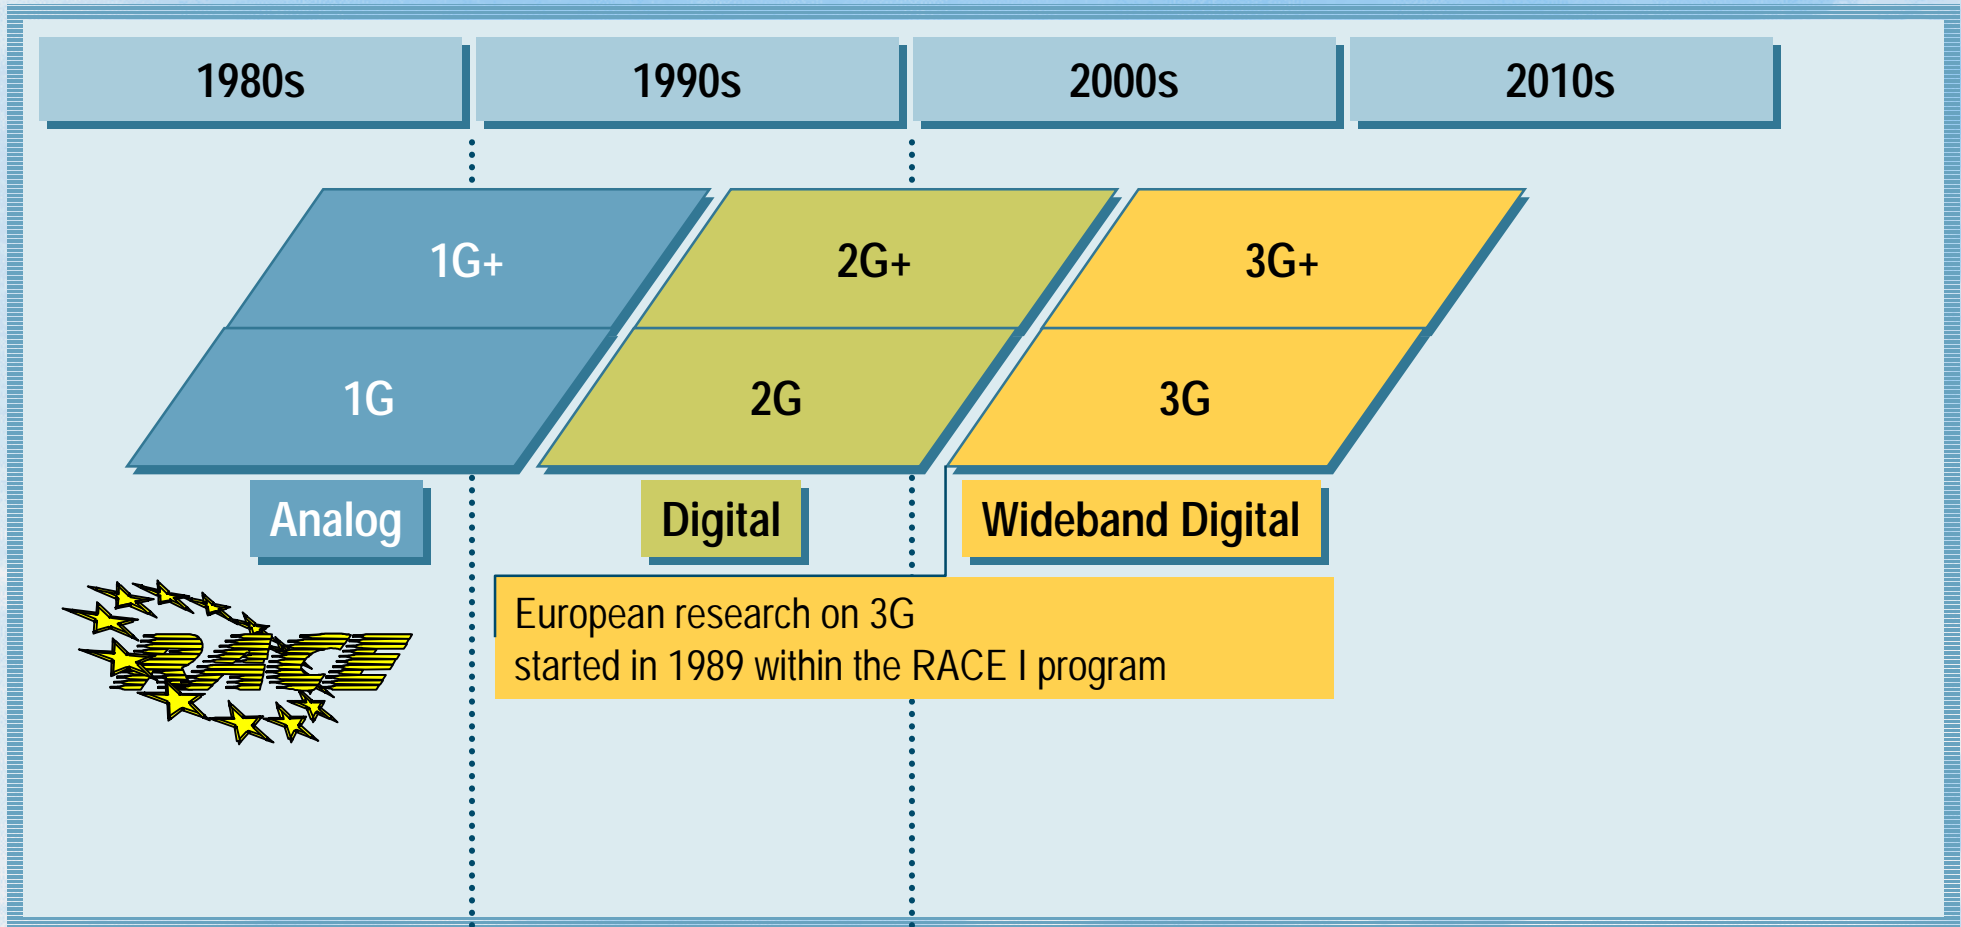 1980s
1990s
2000s
2010s
1G+
2G+
3G+
1G
2G
3G
Analog
Digital
Wideband Digital
European research on 3G
started in 1989 within the RACE I program
RACE